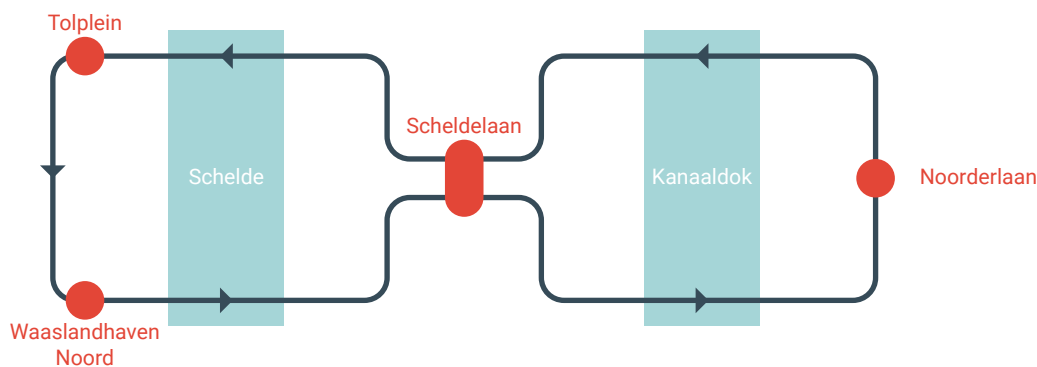 Tolplein
Scheldelaan
Schelde
Kanaaldok
Noorderlaan
Waaslandhaven
Noord